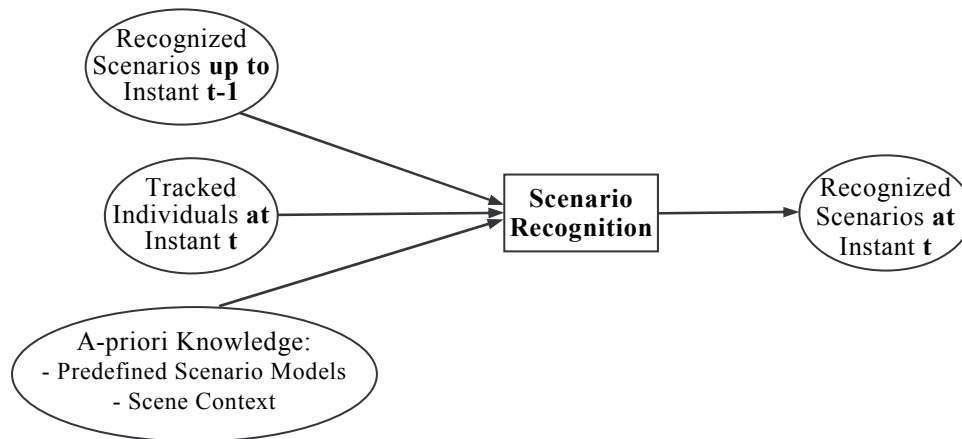 Recognized
Scenarios up to
Instant t-1
Tracked
Individuals at
Instant t
A-priori Knowledge:
- Predefined Scenario Models
- Scene Context
Scenario
Recognition
Recognized
Scenarios at
Instant t